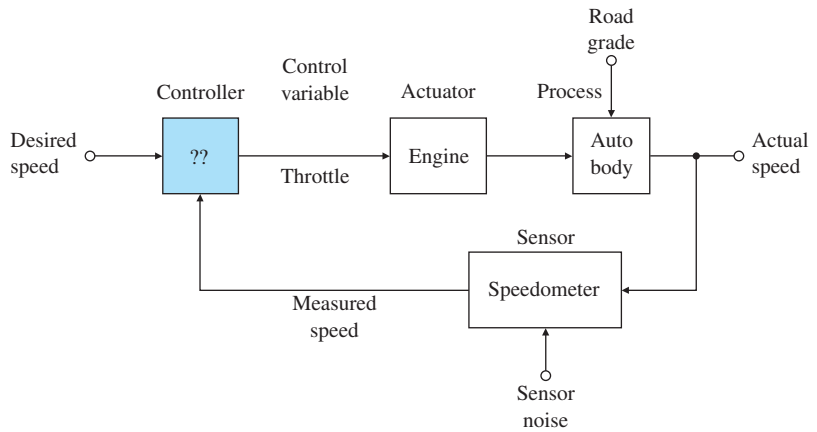 Road
grade
Control
variable
Controller
Actuator
Process
Desired
speed
??
Throttle
Engine
Auto
body
Actual
speed
Sensor
Speedometer
Measured
speed
Sensor
noise